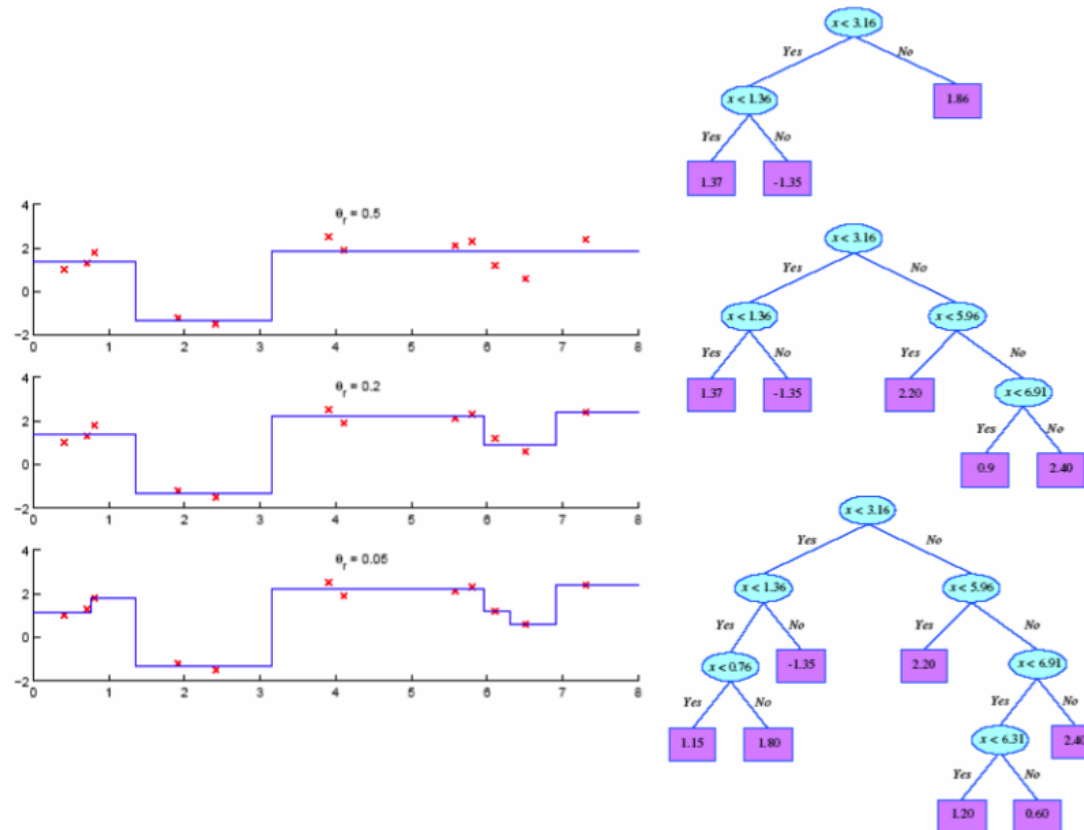 4
2
0
−2
0 1 2 3 4 5 6 7 8
θr = 0.5
4
2
0
−2
0 1 2 3 4 5 6 7 8
θr = 0.2
4
2
0
−2
0 1 2 3 4 5 6 7 8
θr = 0.05
x < 3.16
Yes No
x < 1.36 1.86
Yes No
1.37 -1.35
x < 3.16
Yes No
x < 1.36 x < 5.96
Yes No Yes No
1.37 -1.35 2.20 x < 6.91
Yes No
0.9 2.40
x < 3.16
Yes No
x < 1.36 x < 5.96
Yes No Yes No
x < 0.76 -1.35 2.20 x < 6.91
Yes No Yes No
1.15 1.80 x < 6.31 2.40
Yes No
1.20 0.60